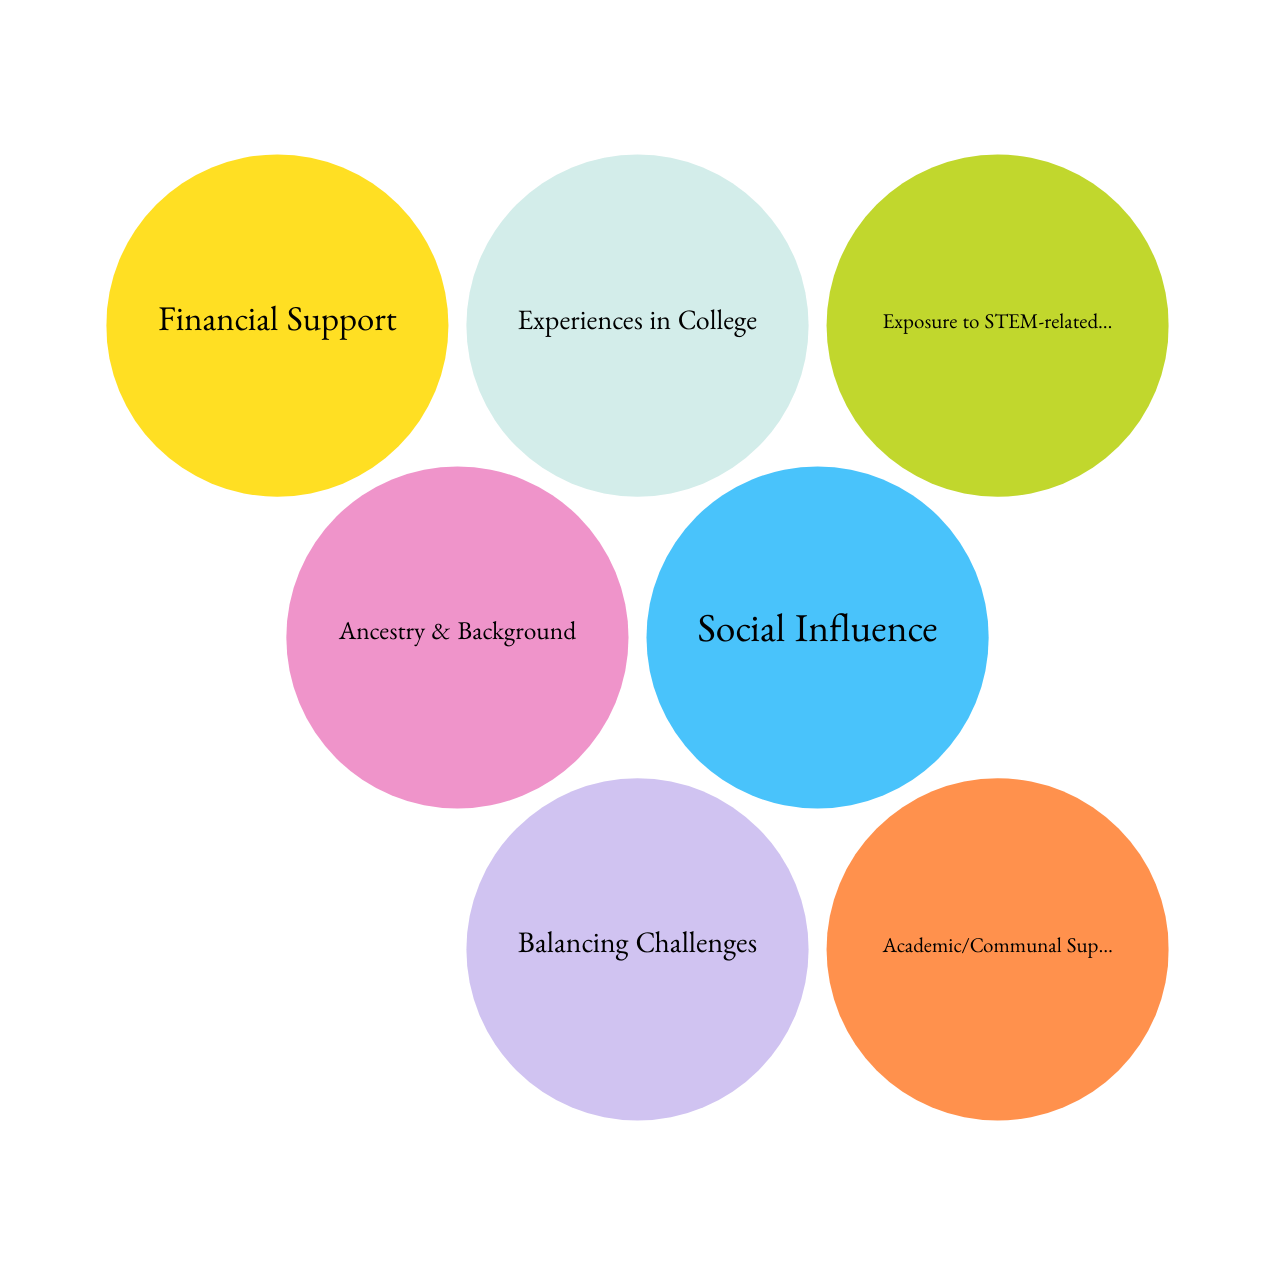 Financial Support
Experiences in College
Exposure to STEM-related...
Ancestry & Background
Social Influence
Balancing Challenges
Academic/Communal Sup...